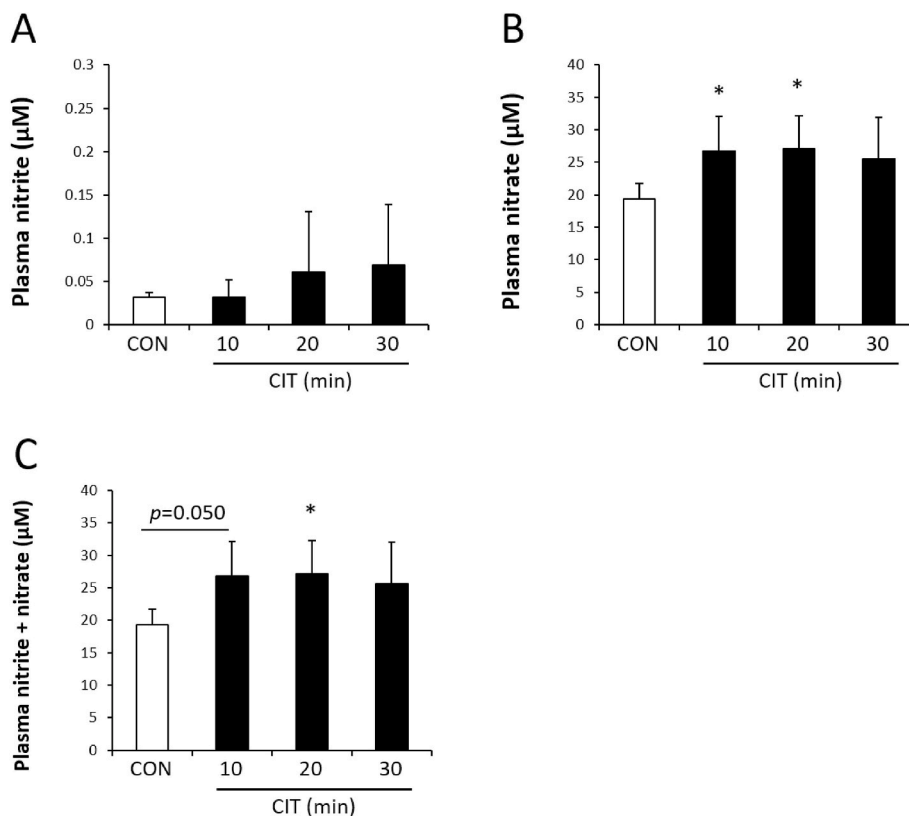 A
Plasma nitrite (µM)
0.3
0.25
0.2
0.15
0.1
0.05
0
CON
10
20
30
CIT (min)
B
Plasma nitrate (µM)
40
35
30
25
20
15
10
5
0
*
*
CON
10
20
30
CIT (min)
C
Plasma nitrite + nitrate (µM)
40
35
30
25
20
15
10
5
0
p=0.050
*
CON
10
20
30
CIT (min)